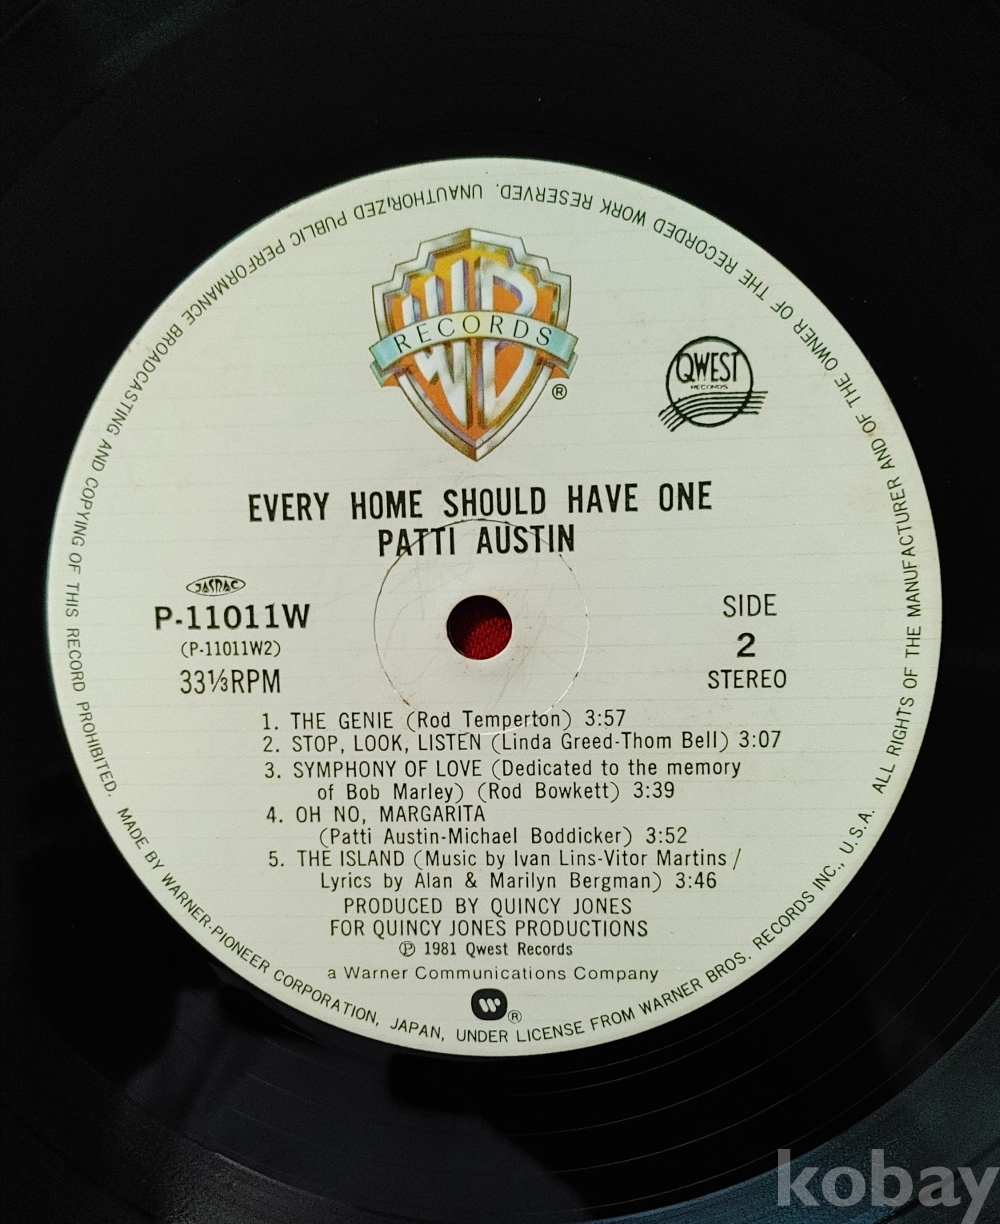 WB
RECORDS
®
QWEST
RECORDS
EVERY HOME SHOULD HAVE ONE
PATTI AUSTIN
JASRAC
P-11011W
(P-11011W2)
33⅓RPM
SIDE
2
STEREO
1. THE GENIE (Rod Temperton) 3:57
2. STOP, LOOK, LISTEN (Linda Greed-Thom Bell) 3:07
3. SYMPHONY OF LOVE (Dedicated to the memory
of Bob Marley) (Rod Bowkett) 3:39
4. OH NO, MARGARITA
(Patti Austin-Michael Boddicker) 3:52
5. THE ISLAND (Music by Ivan Lins-Vitor Martins /
Lyrics by Alan & Marilyn Bergman) 3:46
PRODUCED BY QUINCY JONES
FOR QUINCY JONES PRODUCTIONS
℗ 1981 Qwest Records
a Warner Communications Company
®
MADE BY WARNER-PIONEER CORPORATION, JAPAN, UNDER LICENSE FROM WARNER BROS. RECORDS INC., U.S.A. ALL RIGHTS OF THE MANUFACTURER AND OF THE OWNER OF THE RECORDED WORK RESERVED. UNAUTHORIZED PUBLIC PERFORMANCE BROADCASTING AND COPYING OF THIS RECORD PROHIBITED.
kobay